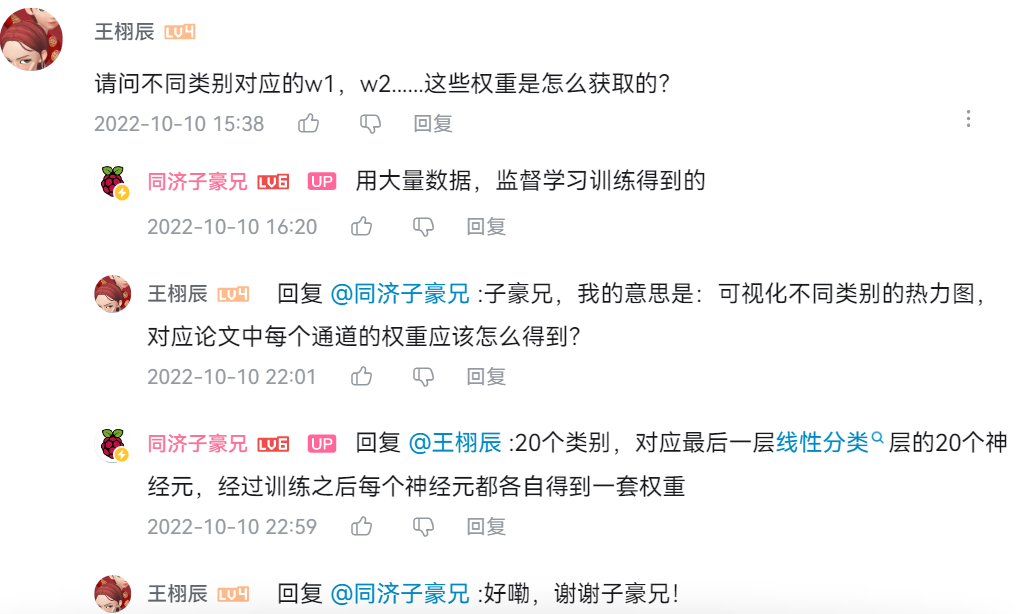 王栩辰 LV4
请问不同类别对应的w1，w2......这些权重是怎么获取的？
2022-10-10 15:38 回复
同济子豪兄 LV6 UP 用大量数据，监督学习训练得到的
2022-10-10 16:20 回复
王栩辰 LV4 回复 @同济子豪兄 :子豪兄，我的意思是：可视化不同类别的热力图，
对应论文中每个通道的权重应该怎么得到？
2022-10-10 22:01 回复
同济子豪兄 LV6 UP 回复 @王栩辰 :20个类别，对应最后一层线性分类层的20个神
经元，经过训练之后每个神经元都各自得到一套权重
2022-10-10 22:59 回复
王栩辰 LV4 回复 @同济子豪兄 :好嘞，谢谢子豪兄！